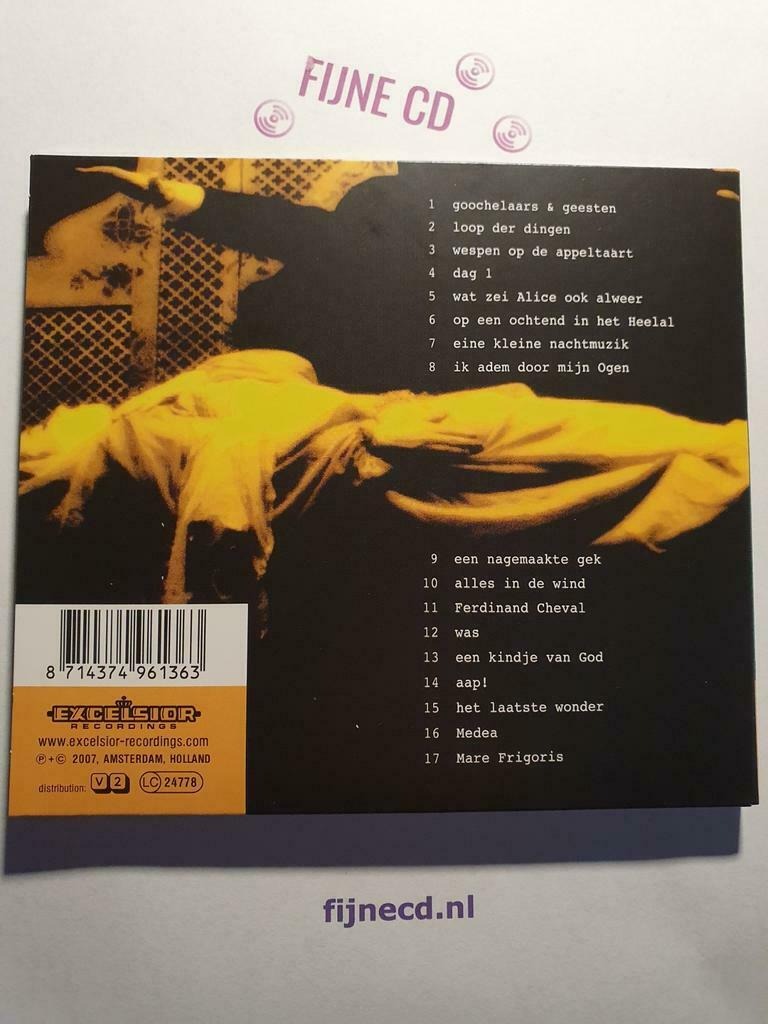 FIJNE CD
1 goochelaars & geesten
2 loop der dingen
3 wespen op de appeltaart
4 dag 1
5 wat zei Alice ook alweer
6 op een ochtend in het Heelal
7 eine kleine nachtmuzik
8 ik adem door mijn Ogen
9 een nagemaakte gek
10 alles in de wind
11 Ferdinand Cheval
12 was
13 een kindje van God
14 aap!
15 het laatste wonder
16 Medea
17 Mare Frigoris
8 714374 961363
EXCELSIOR
RECORDINGS
www.excelsior-recordings.com
℗+© 2007, AMSTERDAM, HOLLAND
distribution: V2 LC 24778
fijnecd.nl